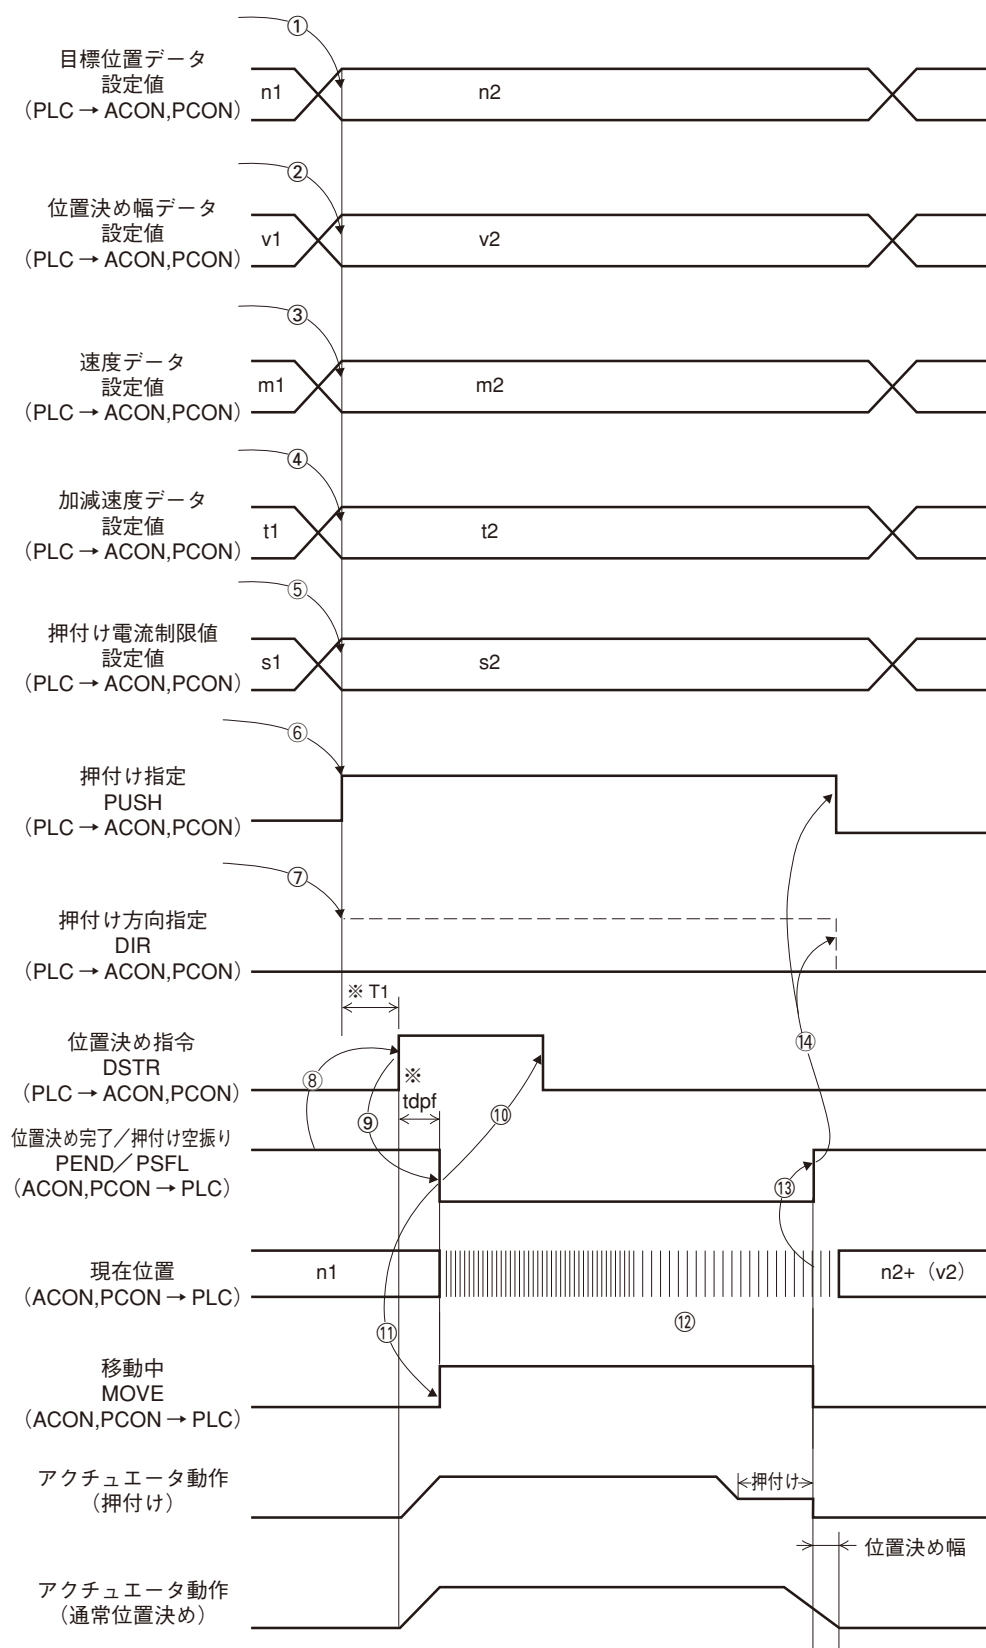 ①
目標位置データ
設定値
（PLC → ACON,PCON）
n1
n2
②
位置決め幅データ
設定値
（PLC → ACON,PCON）
v1
v2
③
速度データ
設定値
（PLC → ACON,PCON）
m1
m2
④
加減速度データ
設定値
（PLC → ACON,PCON）
t1
t2
⑤
押付け電流制限値
設定値
（PLC → ACON,PCON）
s1
s2
⑥
押付け指定
PUSH
（PLC → ACON,PCON）
⑦
押付け方向指定
DIR
（PLC → ACON,PCON）
※ T1
位置決め指令
DSTR
（PLC → ACON,PCON）
⑧
※
tdpf
⑨
⑩
⑭
位置決め完了／押付け空振り
PEND／PSFL
（ACON,PCON → PLC）
⑬
現在位置
（ACON,PCON → PLC）
n1
n2+（v2）
⑪
⑫
移動中
MOVE
（ACON,PCON → PLC）
アクチュエータ動作
（押付け）
押付け
位置決め幅
アクチュエータ動作
（通常位置決め）